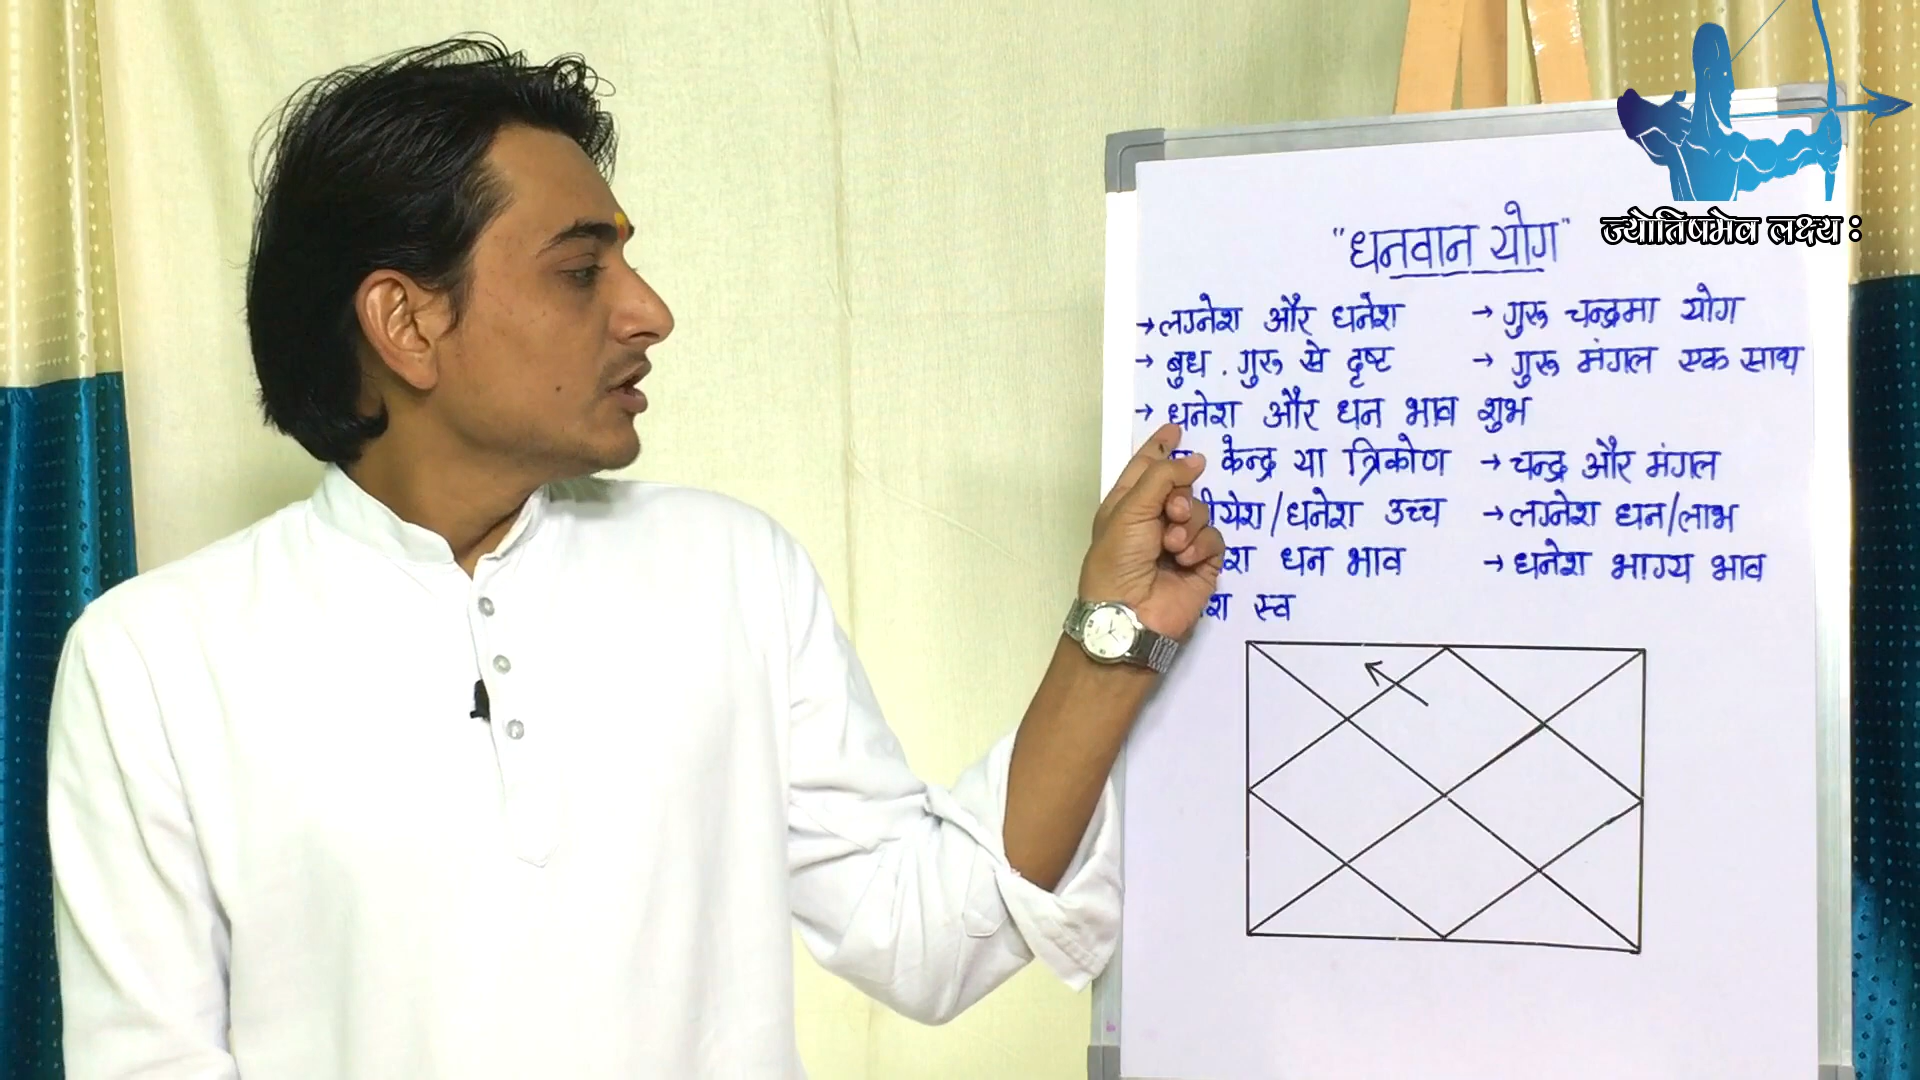 ज्योतिषमेव लक्ष्य :
"धनवान योग"
→ लग्नेश और धनेश
→ बुध . गुरु से दृष्ट
→ धनेश और धन भाव शुभ
केन्द्र या त्रिकोण
/धनेश उच्च
धन भाव
स्व
→ गुरु चन्द्रमा योग
→ गुरु मंगल एक साथ
→ चन्द्र और मंगल
→ लग्नेश धन/लाभ
→ धनेश भाग्य भाव